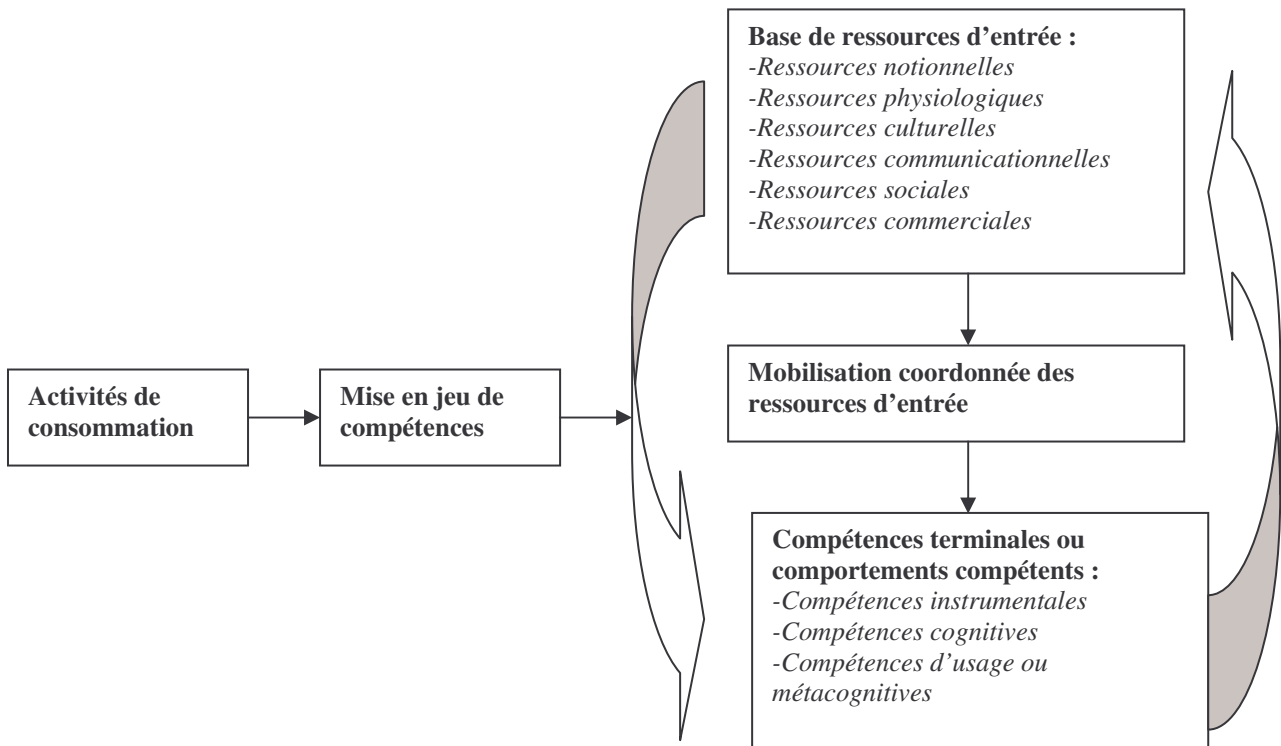 Base de ressources d’entrée :
-Ressources notionnelles
-Ressources physiologiques
-Ressources culturelles
-Ressources communicationnelles
-Ressources sociales
-Ressources commerciales
Activités de
consommation
Mise en jeu de
compétences
Mobilisation coordonnée des
ressources d’entrée
Compétences terminales ou
comportements compétents :
-Compétences instrumentales
-Compétences cognitives
-Compétences d’usage ou
métacognitives